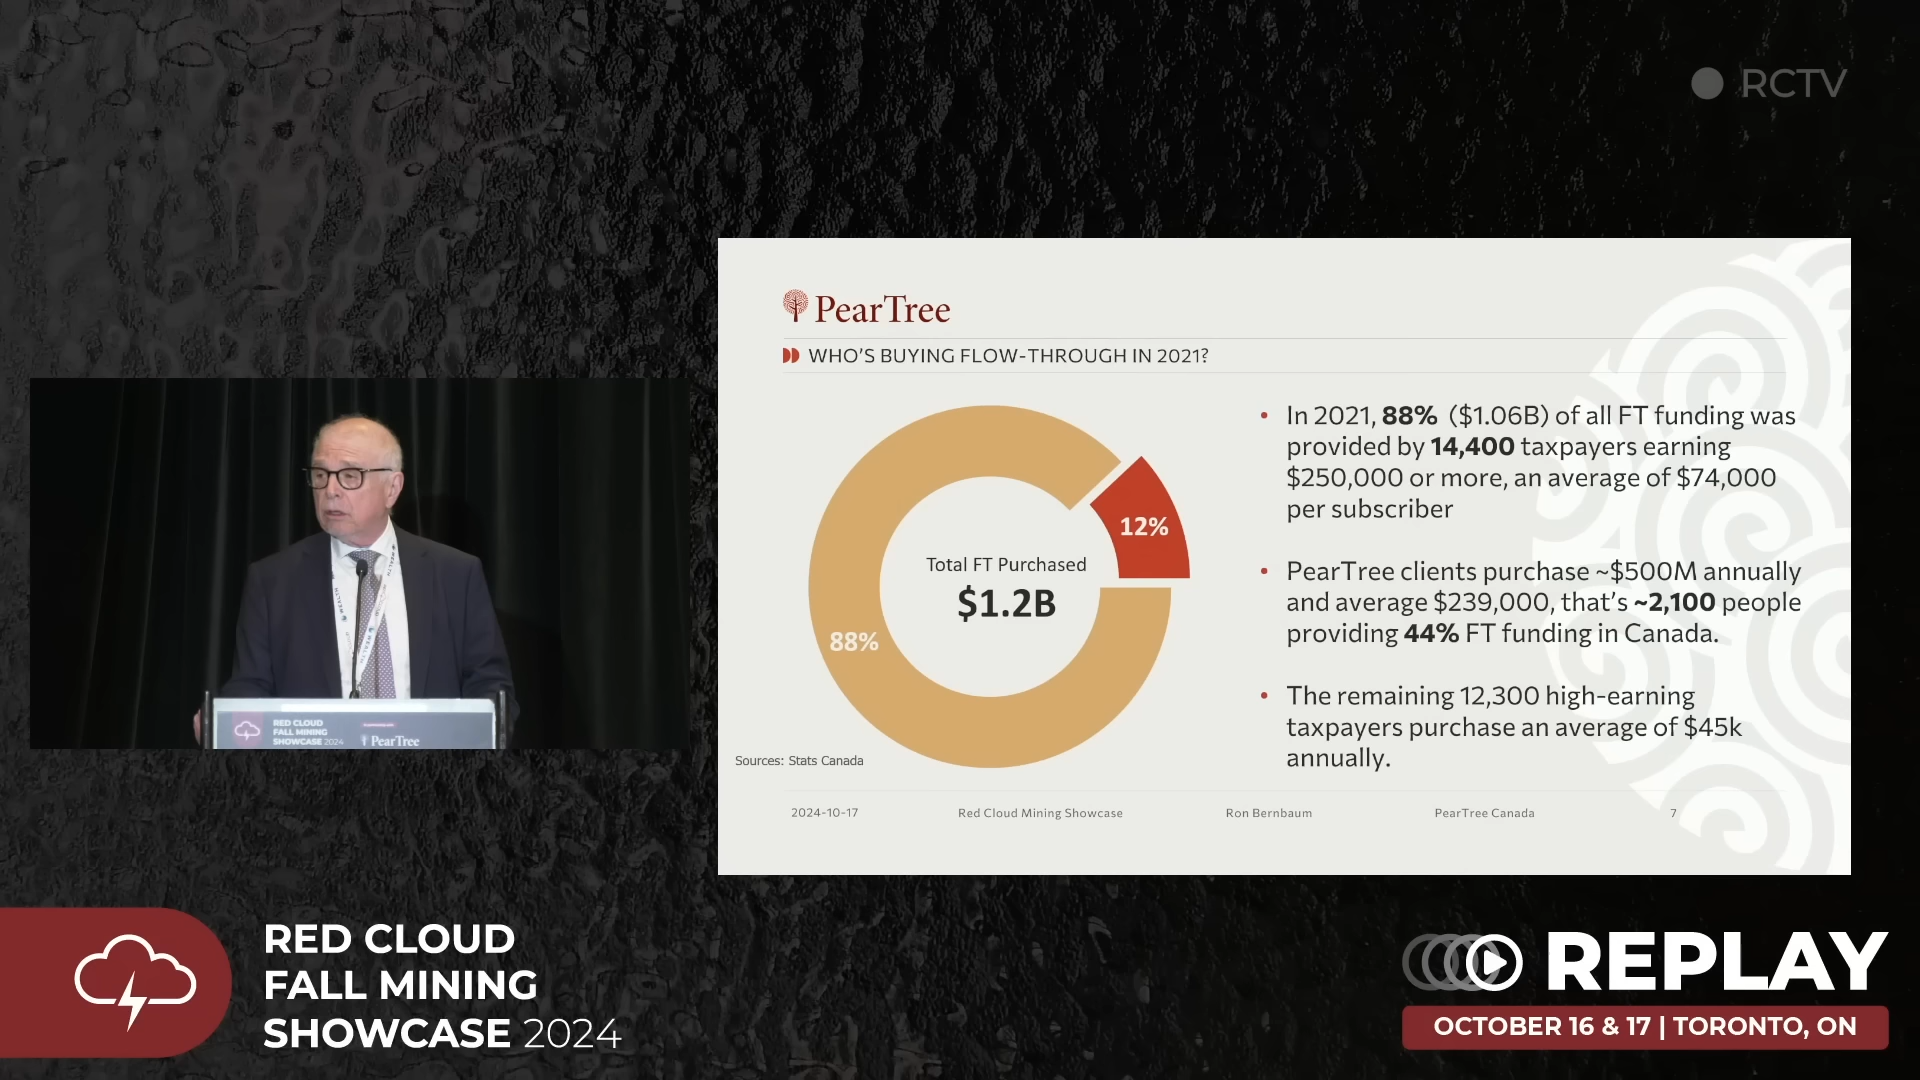 RCTV
PearTree
WHO'S BUYING FLOW-THROUGH IN 2021?
In 2021, 88% ($1.06B) of all FT funding was
provided by 14,400 taxpayers earning
$250,000 or more, an average of $74,000
per subscriber
PearTree clients purchase ~$500M annually
and average $239,000, that's ~2,100 people
providing 44% FT funding in Canada.
The remaining 12,300 high-earning
taxpayers purchase an average of $45k
annually.
12%
Total FT Purchased
$1.2B
88%
Sources: Stats Canada
2024-10-17 Red Cloud Mining Showcase Ron Bernbaum PearTree Canada 7
RED CLOUD
FALL MINING
SHOWCASE 2024
PearTree
RED CLOUD
FALL MINING
SHOWCASE 2024
REPLAY
OCTOBER 16 & 17 | TORONTO, ON